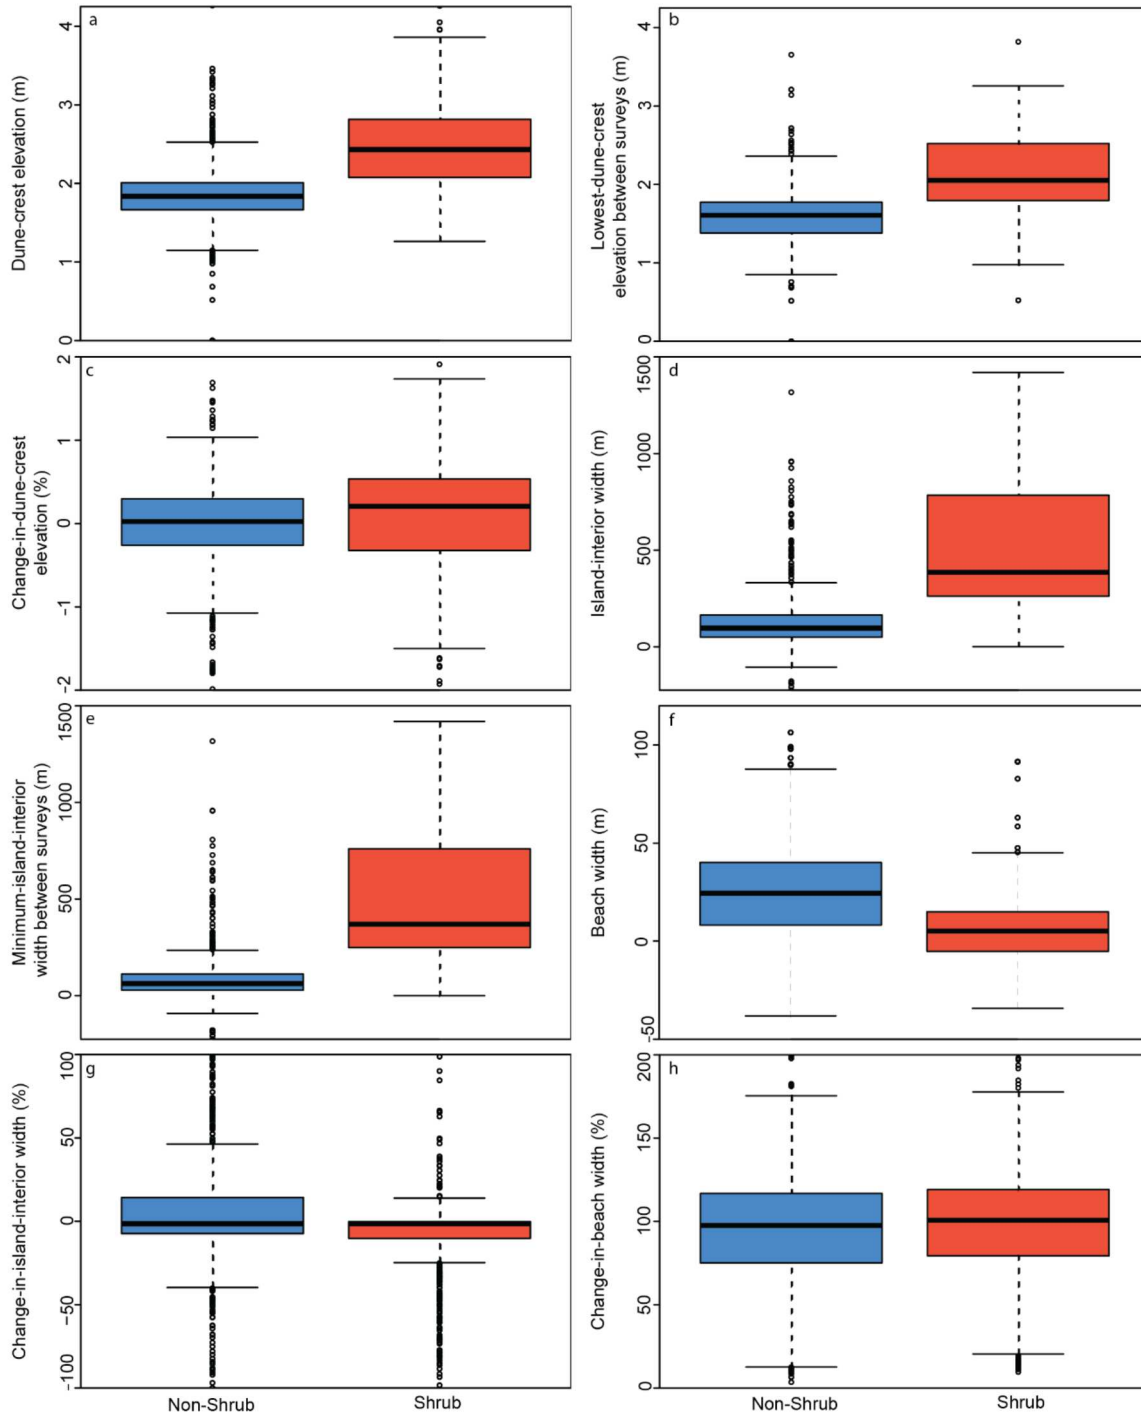 a
Dune-crest elevation (m)
0
1
2
3
4
b
Lowest-dune-crest
elevation between surveys (m)
0
1
2
3
4
c
Change-in-dune-crest
elevation (%)
-2
-1
0
1
2
d
Island-interior width (m)
0
500
1000
1500
e
Minimum-island-interior
width between surveys (m)
0
500
1000
1500
f
Beach width (m)
-50
0
50
100
g
Change-in-island-interior width (%)
-100
-50
0
50
100
h
Change-in-beach width (%)
0
50
100
150
200
Non-Shrub
Shrub
Non-Shrub
Shrub